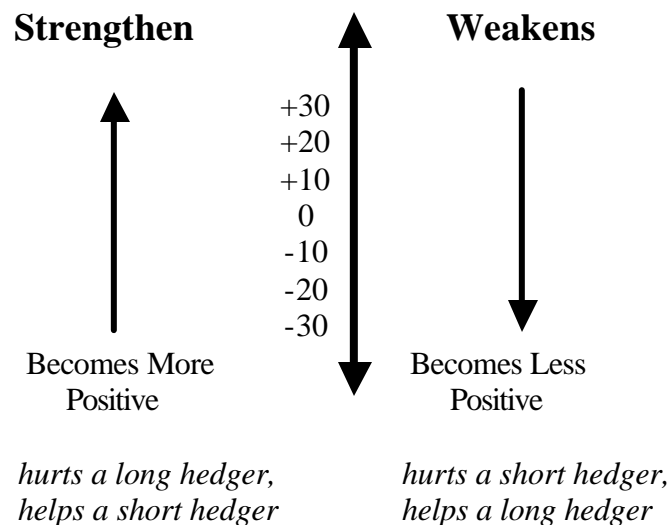 Strengthen
Weakens
+30
+20
+10
0
-10
-20
-30
Becomes More
Positive
Becomes Less
Positive
hurts a long hedger,
helps a short hedger
hurts a short hedger,
helps a long hedger